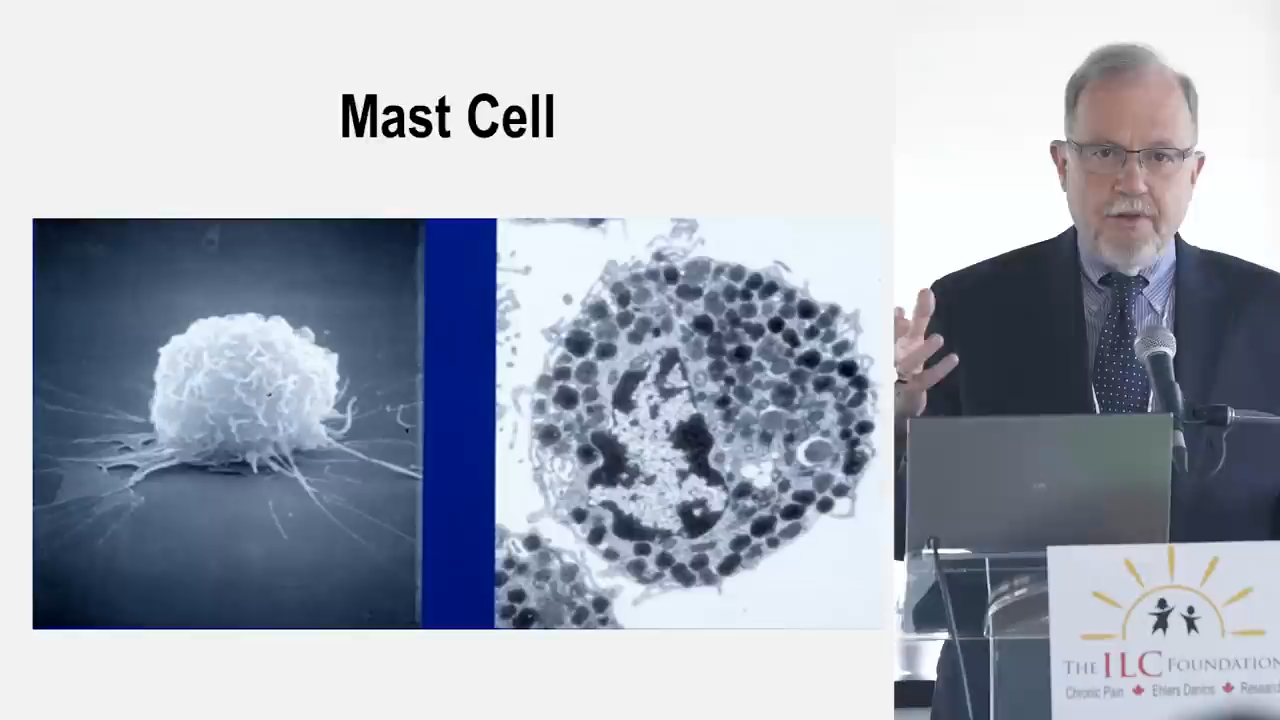 Mast Cell
THE ILC FOUNDATION
Chronic Pain Ehlers Danlos Research